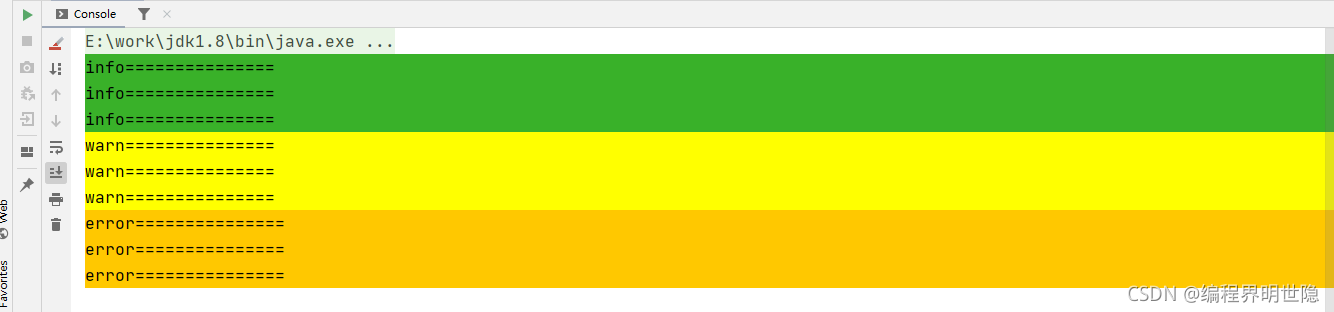 Console
E:\work\jdk1.8\bin\java.exe ...
info===============
info===============
info===============
warn===============
warn===============
warn===============
error===============
error===============
error===============
Web
Favorites
CSDN @编程界明世隐